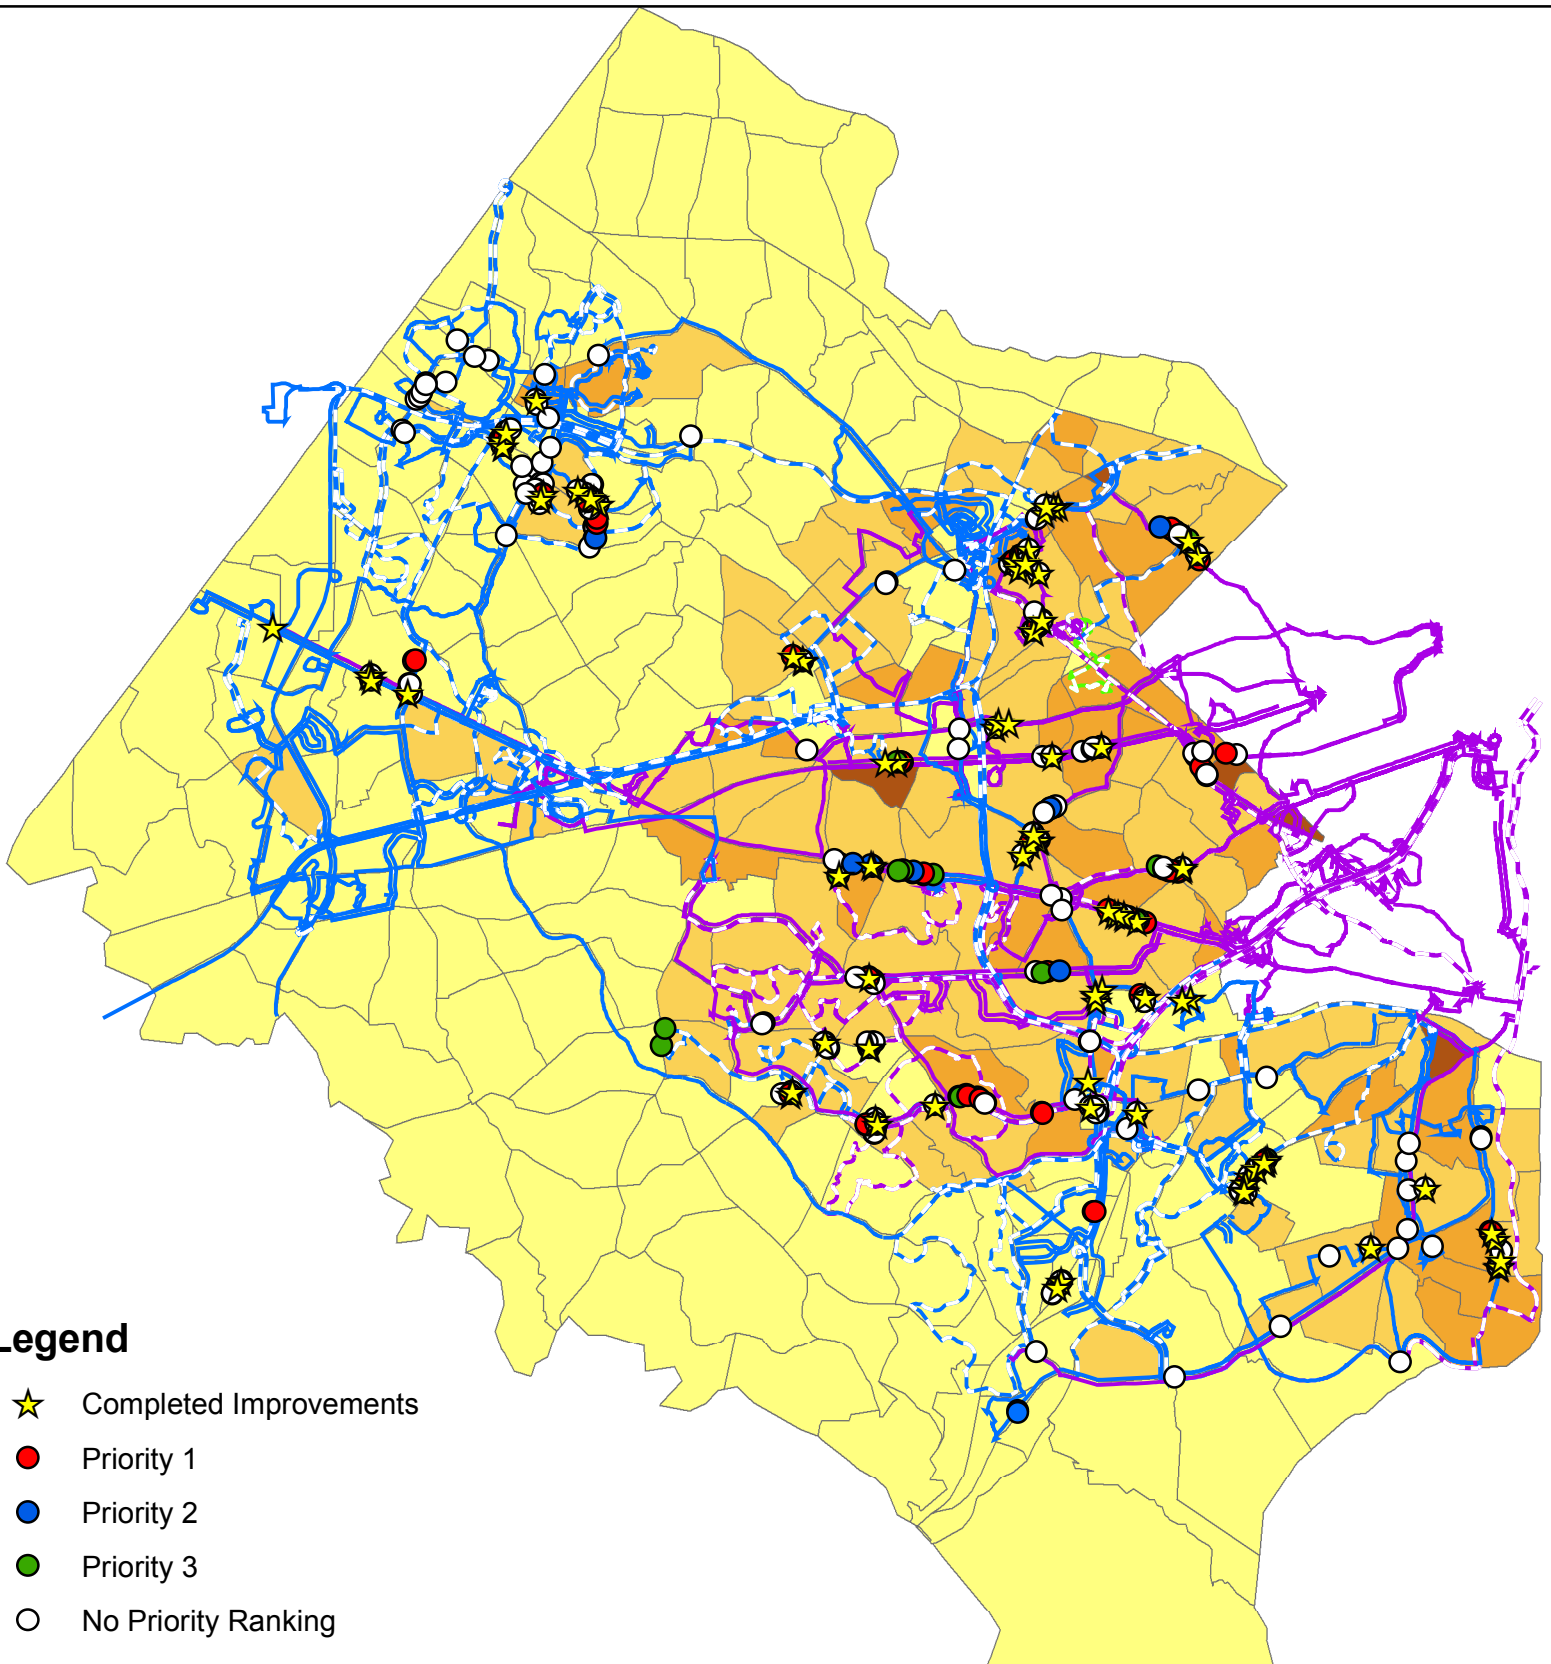 Legend
Completed Improvements
Priority 1
Priority 2
Priority 3
No Priority Ranking